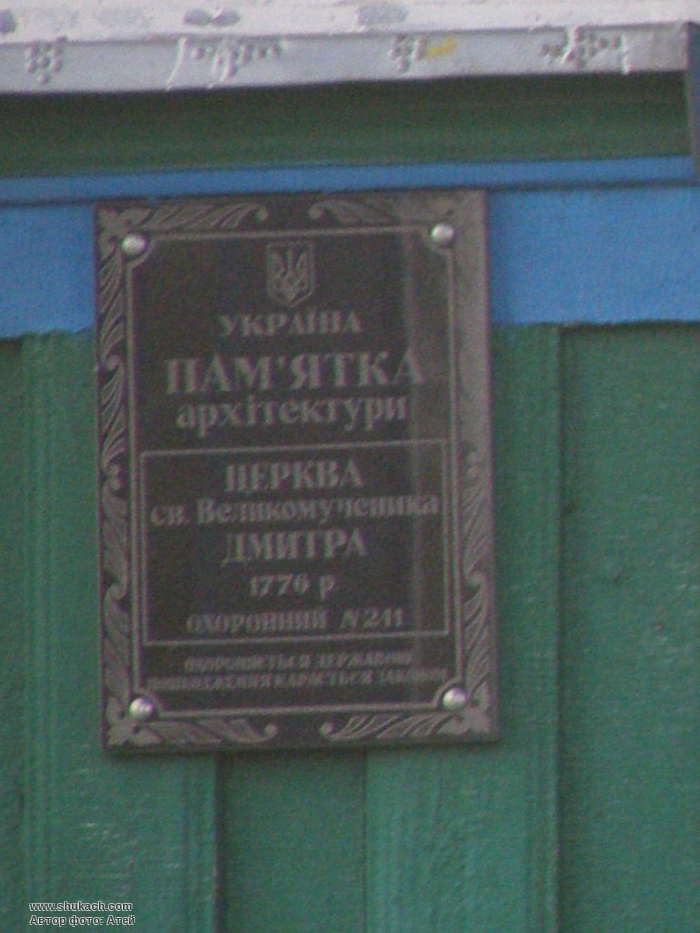 УКРАЇНА
ПАМ'ЯТКА
архітектури
ЦЕРКВА
св. Великомученика
ДМИТРА
1776 р.
ОХОРОННИЙ №241
ОХОРОНЯЄТЬСЯ ДЕРЖАВОЮ
ПОШКОДЖЕННЯ КАРАЄТЬСЯ ЗАКОНОМ
www.shukach.com
Автор фото: Атей